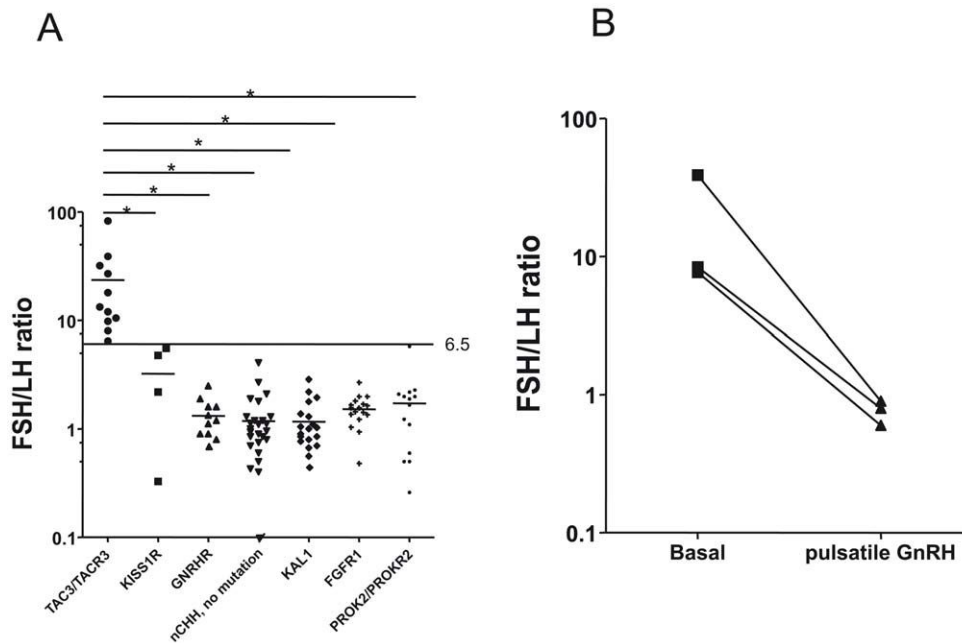 A
*
*
*
*
*
*
FSH/LH ratio
100
10
1
0.1
6.5
TAC3/TACR3
KISS1R
GNRHR
nCHH, no mutation
KAL1
FGFR1
PROK2/PROKR2
B
FSH/LH ratio
100
10
1
0.1
Basal
pulsatile GnRH